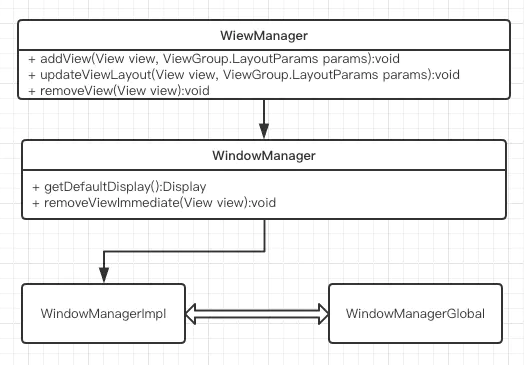 WiewManager
+ addView(View view, ViewGroup.LayoutParams params):void
+ updateViewLayout(View view, ViewGroup.LayoutParams params):void
+ removeView(View view):void
WindowManager
+ getDefaultDisplay():Display
+ removeViewImmediate(View view):void
WindowManagerImpl
WindowManagerGlobal